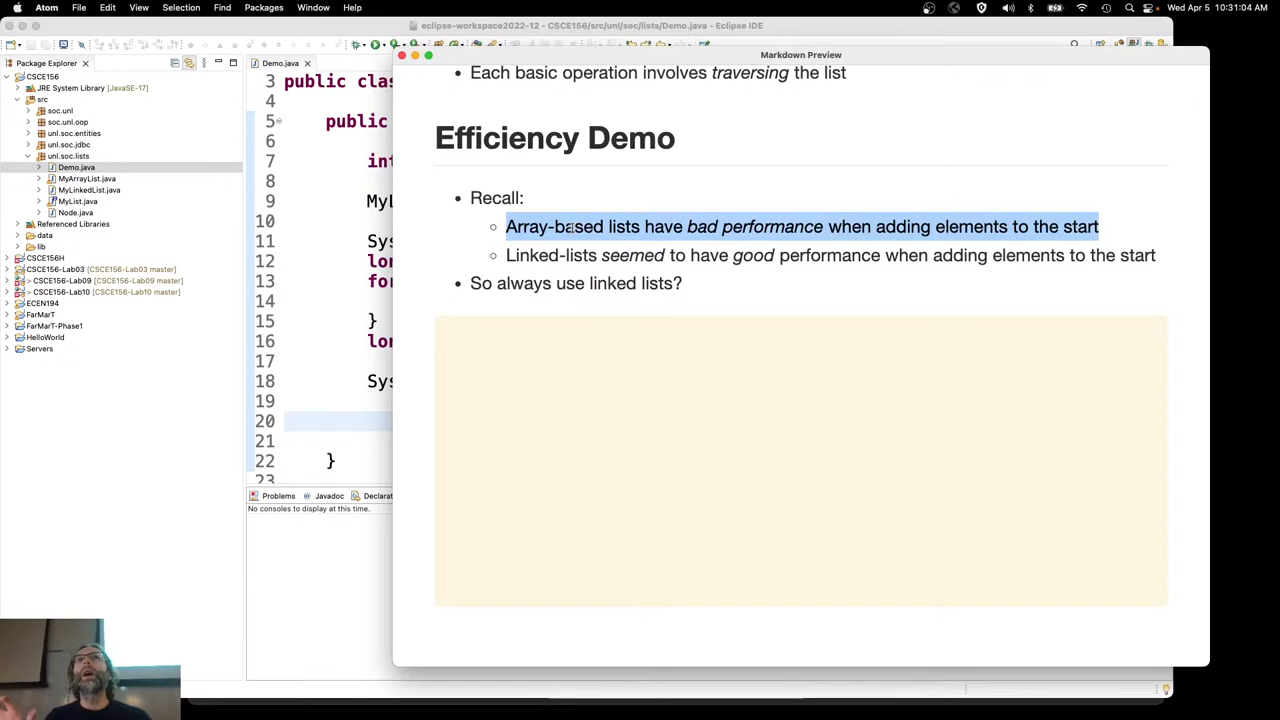 Atom File Edit View Selection Find Packages Window Help Wed Apr 5 10:31:04 AM
eclipse-workspace2022-12 - CSCE156/src/unl/soc/lists/Demo.java - Eclipse IDE
Package Explorer
CSCE156
JRE System Library [JavaSE-17]
src
soc.unl
unl.oop
unl.soc.entities
unl.soc.jdbc
unl.soc.lists
Demo.java
MyArrayList.java
MyLinkedList.java
MyList.java
Node.java
Referenced Libraries
data
lib
CSCE156H
CSCE156-Lab03 [CSCE156-Lab03 master]
> CSCE156-Lab09 [CSCE156-Lab09 master]
> CSCE156-Lab10 [CSCE156-Lab10 master]
ECEN194
FarMarT
FarMarT-Phase1
HelloWorld
Servers
Demo.java
3 public clas
4
5 public
6
7 int
8
9 MyL
10
11 Sys
12 lon
13 for
14
15 }
16 lon
17
18 Sys
19
20
21
22 }
23
Problems Javadoc Declarat
No consoles to display at this time.
Markdown Preview
• Each basic operation involves traversing the list
Efficiency Demo
• Recall:
◦ Array-based lists have bad performance when adding elements to the start
◦ Linked-lists seemed to have good performance when adding elements to the start
• So always use linked lists?